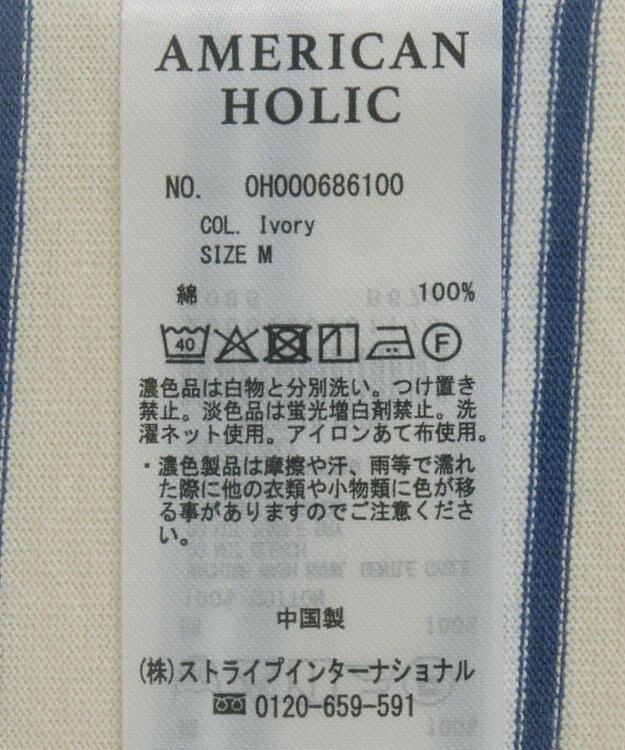 AMERICAN
HOLIC
NO. 0H000686100
COL. Ivory
SIZE M
綿 100%
40 F
濃色品は白物と分別洗い。つけ置き
禁止。淡色品は蛍光増白剤禁止。洗
濯ネット使用。アイロンあて布使用。
・濃色製品は摩擦や汗、雨等で濡れ
た際に他の衣類や小物類に色が移
る事がありますのでご注意くださ
い。
中国製
(株)ストライプインターナショナル
0120-659-591